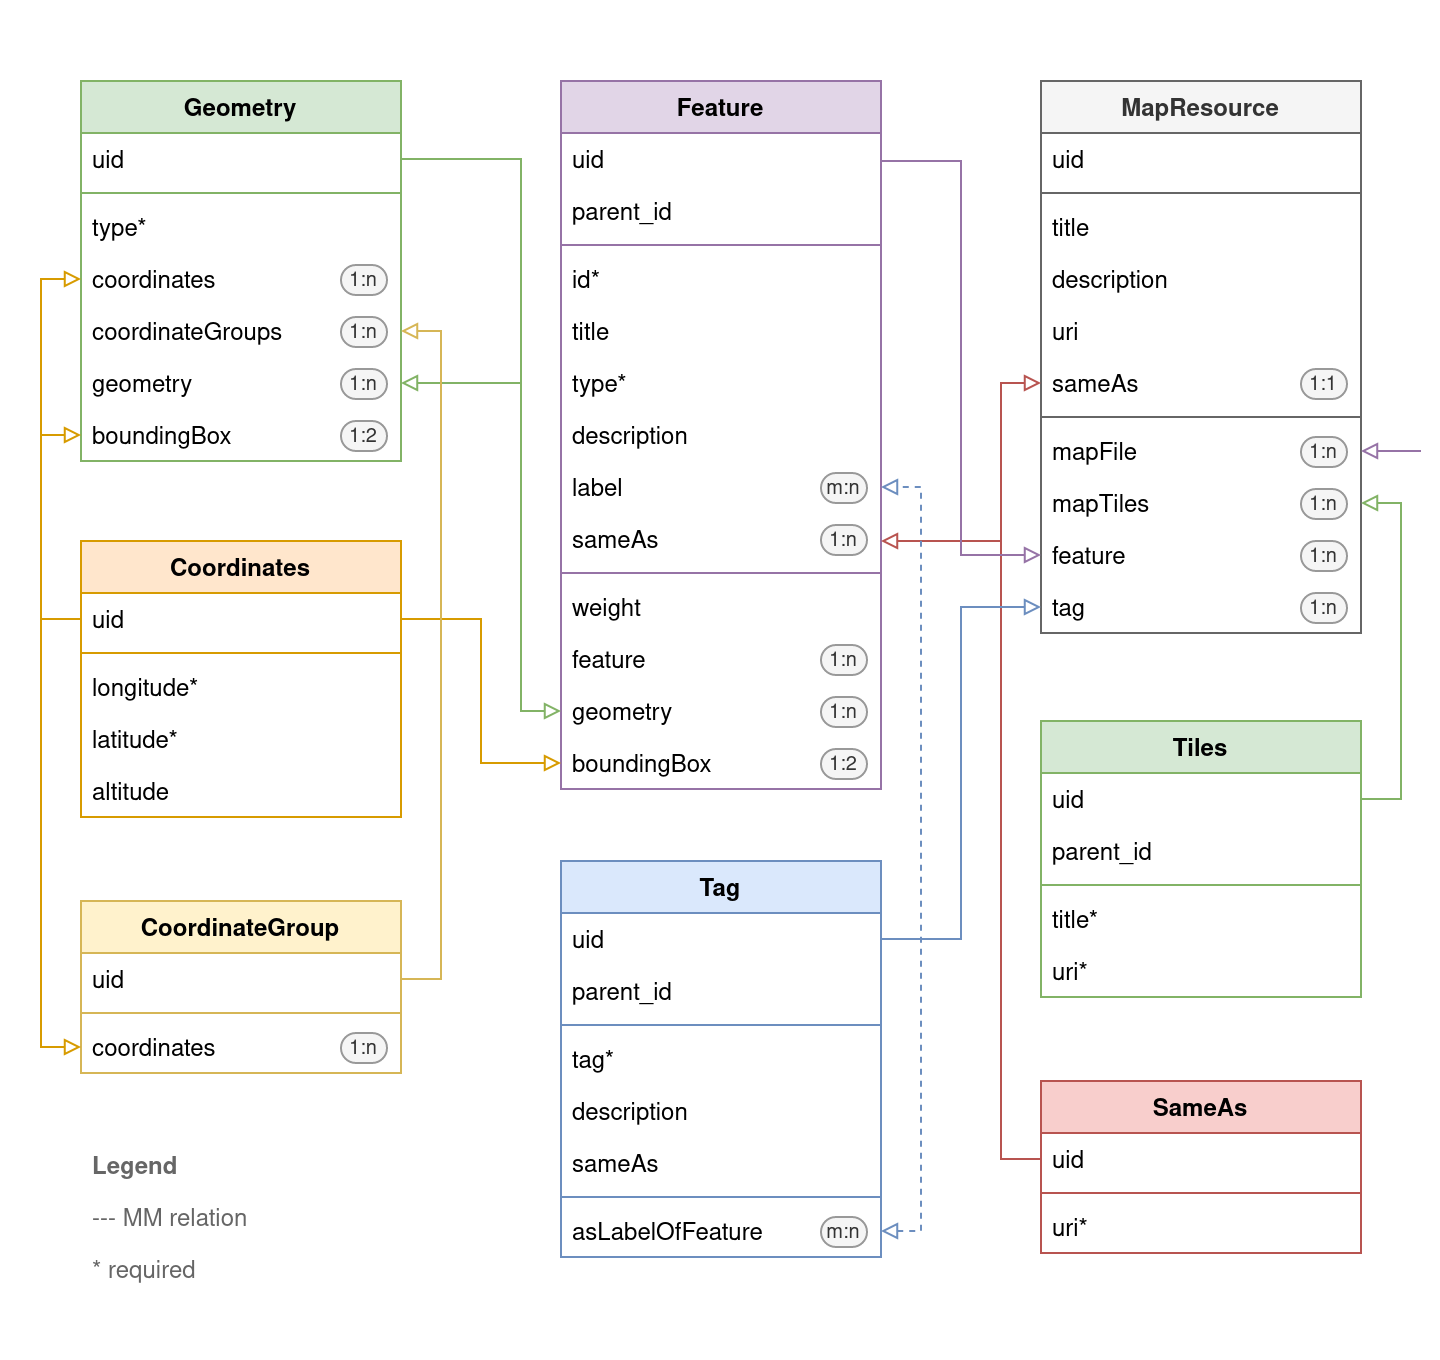 Geometry
uid
type*
coordinates 1:n
coordinateGroups 1:n
geometry 1:n
boundingBox 1:2
Coordinates
uid
longitude*
latitude*
altitude
CoordinateGroup
uid
coordinates 1:n
Legend
--- MM relation
* required
Feature
uid
parent_id
id*
title
type*
description
label m:n
sameAs 1:n
weight
feature 1:n
geometry 1:n
boundingBox 1:2
Tag
uid
parent_id
tag*
description
sameAs
asLabelOfFeature m:n
MapResource
uid
title
description
uri
sameAs 1:1
mapFile 1:n
mapTiles 1:n
feature 1:n
tag 1:n
Tiles
uid
parent_id
title*
uri*
SameAs
uid
uri*